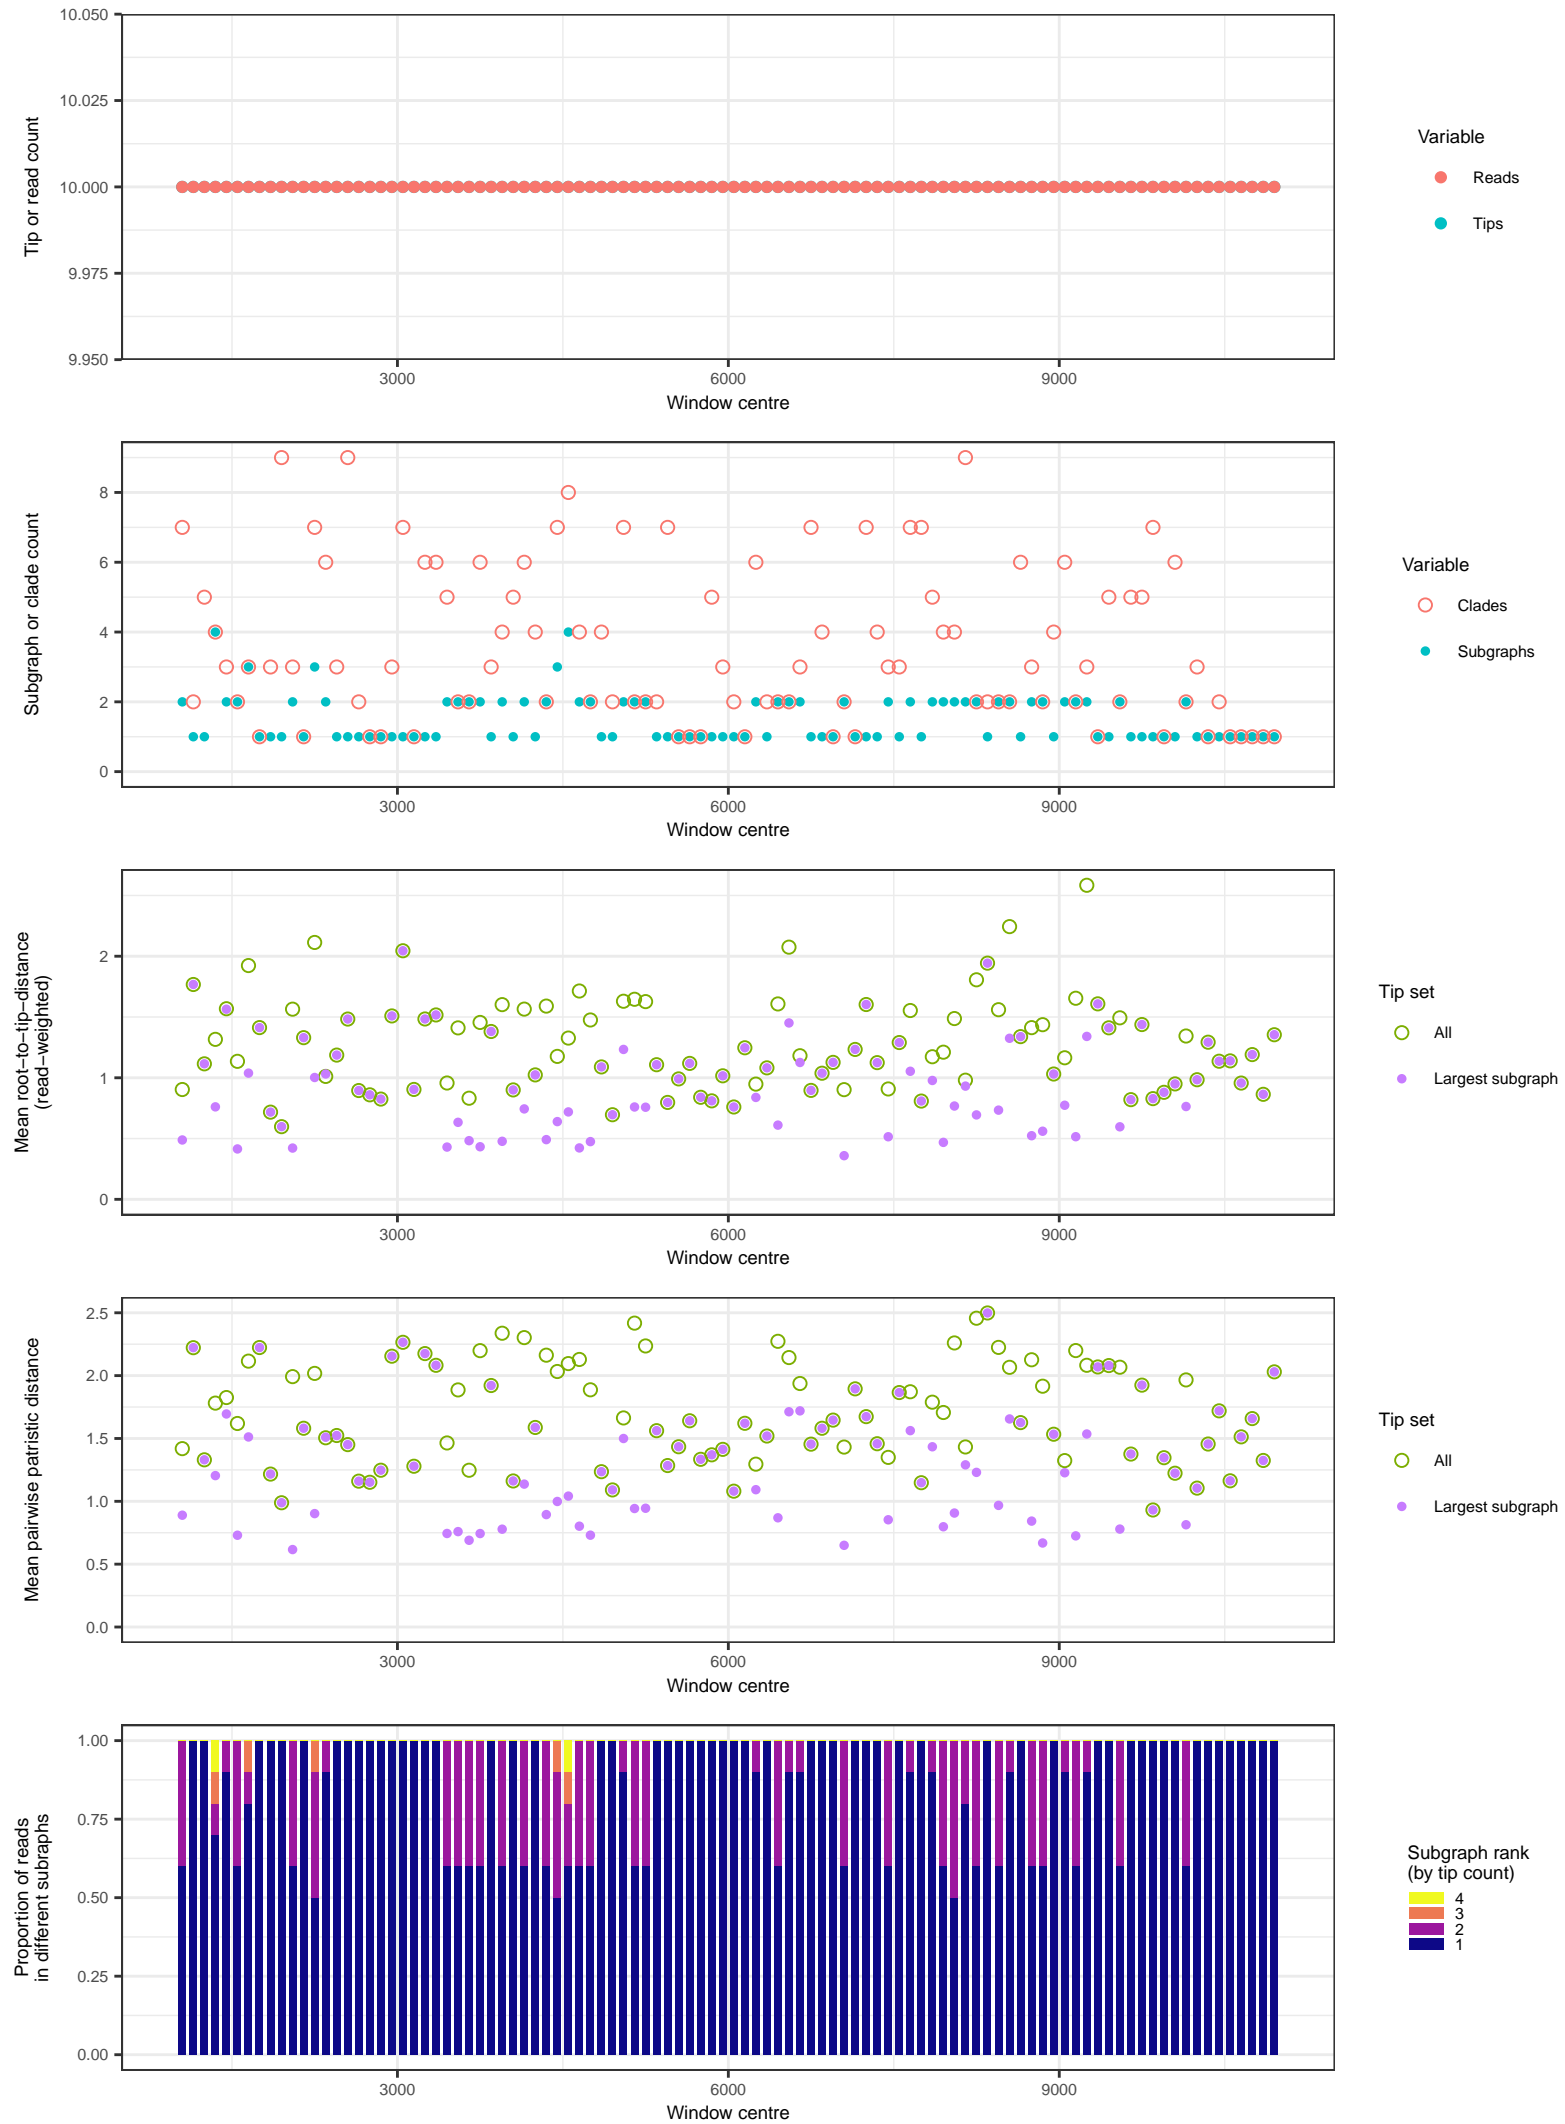 10.050
10.025
10.000
9.975
9.950
Tip or read count
3000
6000
9000
Window centre
Variable
Reads
Tips
8
6
4
2
0
Subgraph or clade count
3000
6000
9000
Window centre
Variable
Clades
Subgraphs
2
1
0
Mean root−to−tip−distance
(read−weighted)
3000
6000
9000
Window centre
Tip set
All
Largest subgraph
2.5
2.0
1.5
1.0
0.5
0.0
Mean pairwise patristic distance
3000
6000
9000
Window centre
Tip set
All
Largest subgraph
1.00
0.75
0.50
0.25
0.00
Proportion of reads
in different subraphs
3000
6000
9000
Window centre
Subgraph rank
(by tip count)
4
3
2
1